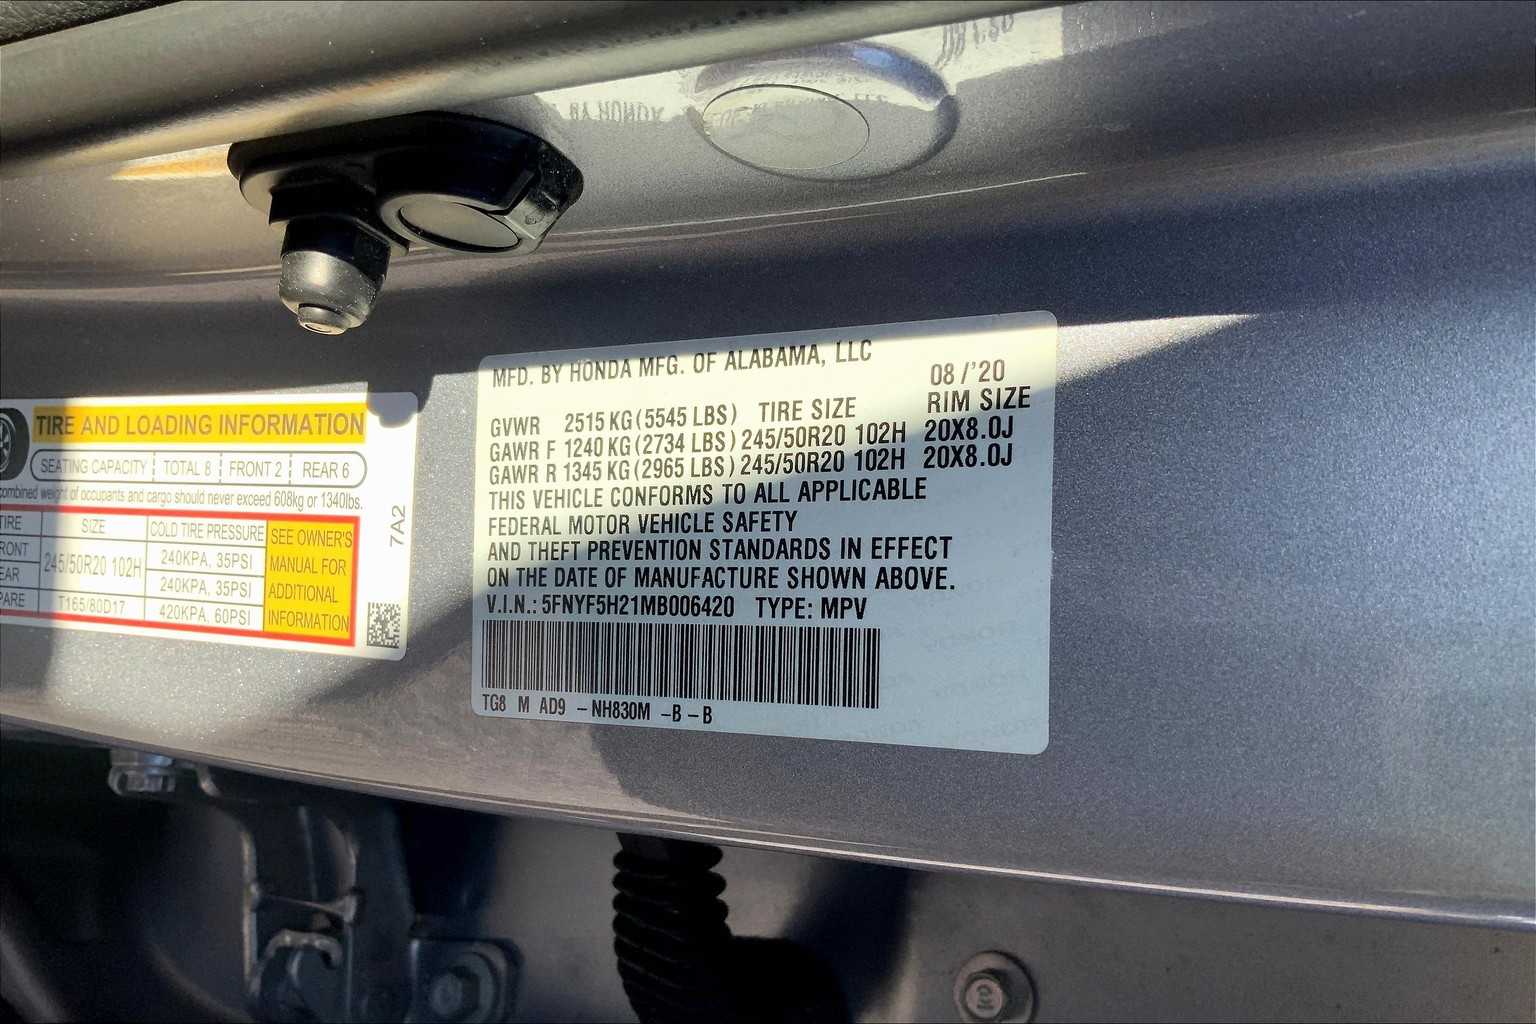 TIRE AND LOADING INFORMATION
SEATING CAPACITY TOTAL 8 FRONT 2 REAR 6
combined weight of occupants and cargo should never exceed 608kg or 1340lbs.
TIRE SIZE COLD TIRE PRESSURE
FRONT 245/50R20 102H 240KPA, 35PSI
REAR 240KPA, 35PSI
SPARE T165/80D17 420KPA, 60PSI
SEE OWNER'S
MANUAL FOR
ADDITIONAL
INFORMATION
7A2
MFD. BY HONDA MFG. OF ALABAMA, LLC
08/'20
GVWR 2515 KG (5545 LBS) TIRE SIZE RIM SIZE
GAWR F 1240 KG (2734 LBS) 245/50R20 102H 20X8.0J
GAWR R 1345 KG (2965 LBS) 245/50R20 102H 20X8.0J
THIS VEHICLE CONFORMS TO ALL APPLICABLE
FEDERAL MOTOR VEHICLE SAFETY
AND THEFT PREVENTION STANDARDS IN EFFECT
ON THE DATE OF MANUFACTURE SHOWN ABOVE.
V.I.N.: 5FNYF5H21MB006420 TYPE: MPV
TG8 M AD9 -NH830M -B-B